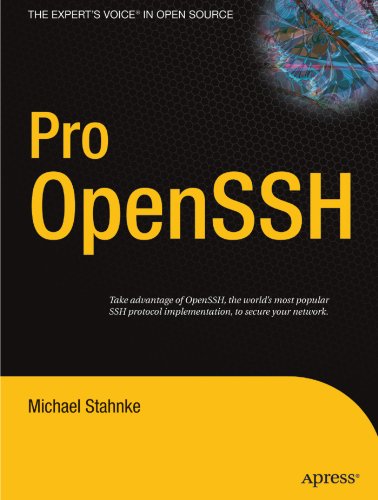 THE EXPERT'S VOICE® IN OPEN SOURCE
Pro
OpenSSH
Take advantage of OpenSSH, the world's most popular
SSH protocol implementation, to secure your network.
Michael Stahnke
Apress®